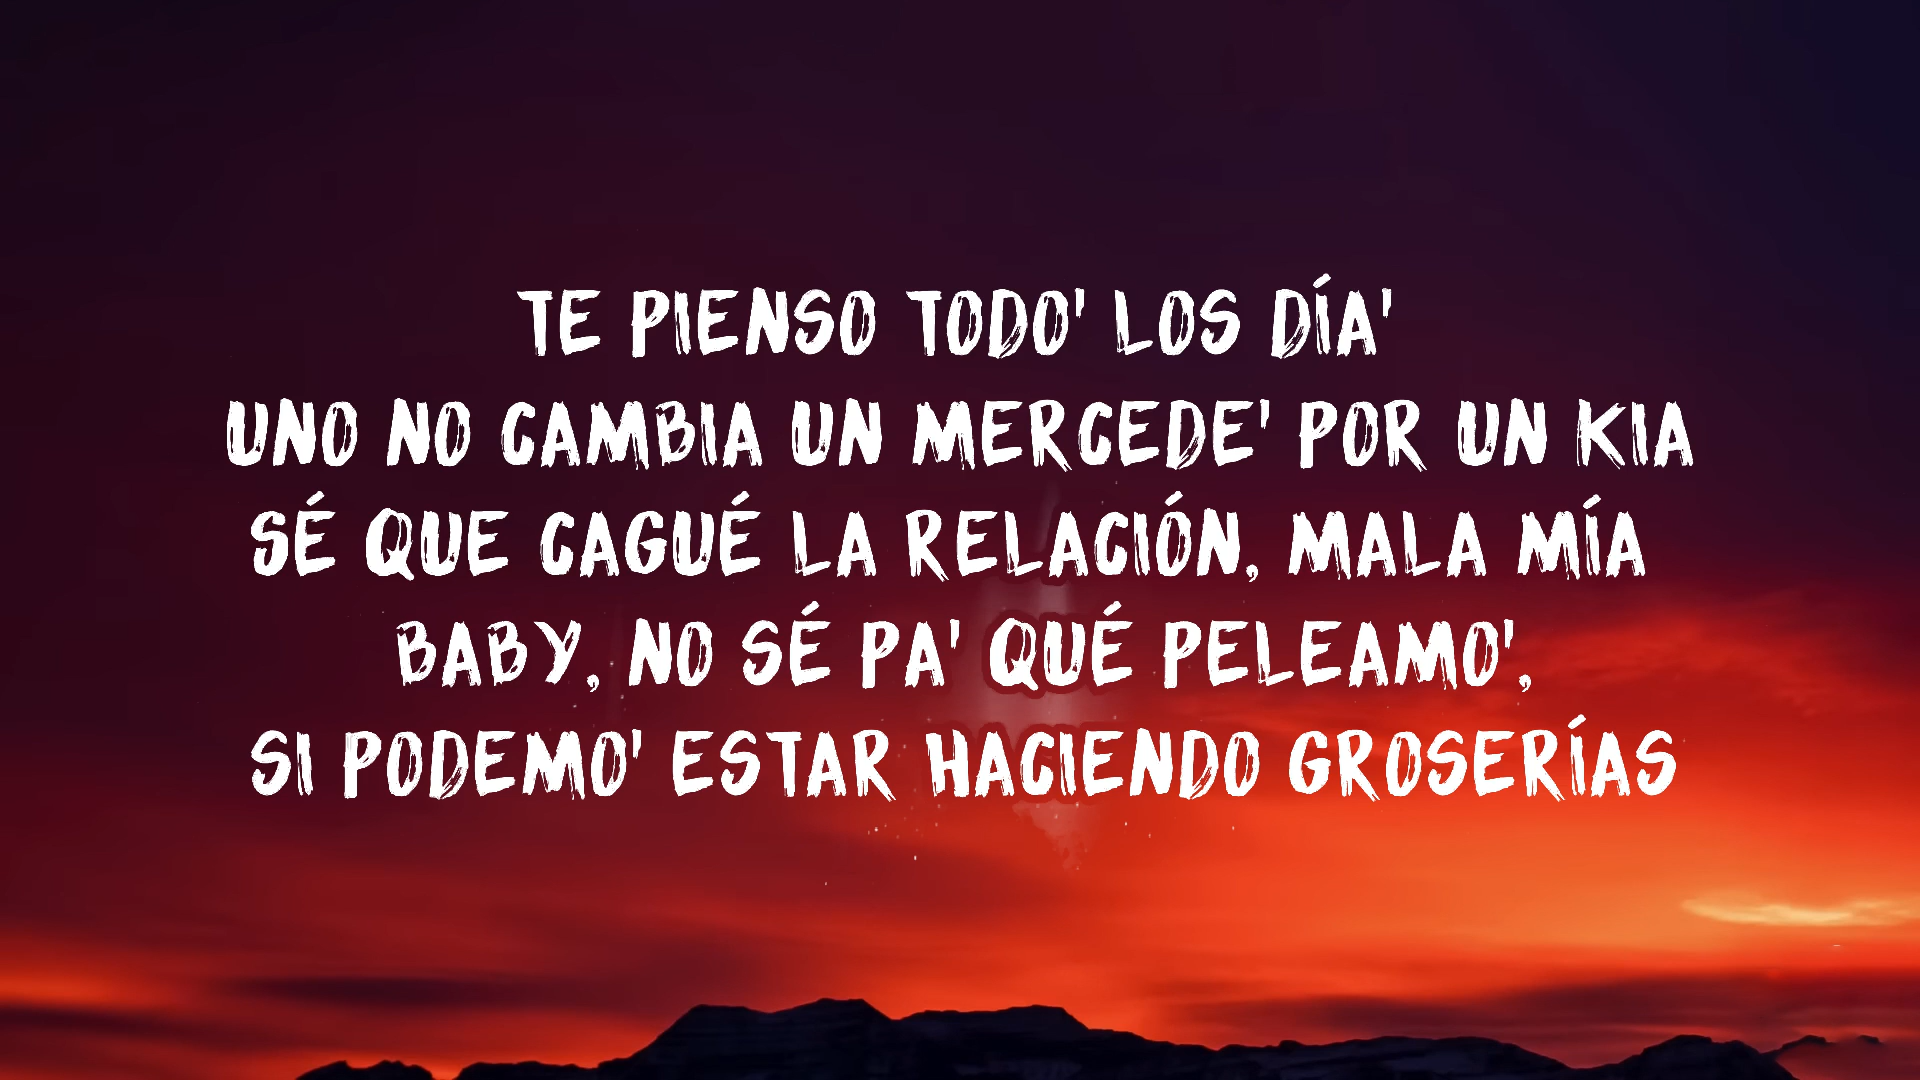 TE PIENSO TODO' LOS DÍA'
UNO NO CAMBIA UN MERCEDE' POR UN KIA
SÉ QUE CAGUÉ LA RELACIÓN, MALA MÍA
BABY, NO SÉ PA' QUÉ PELEAMO',
SI PODEMO' ESTAR HACIENDO GROSERÍAS